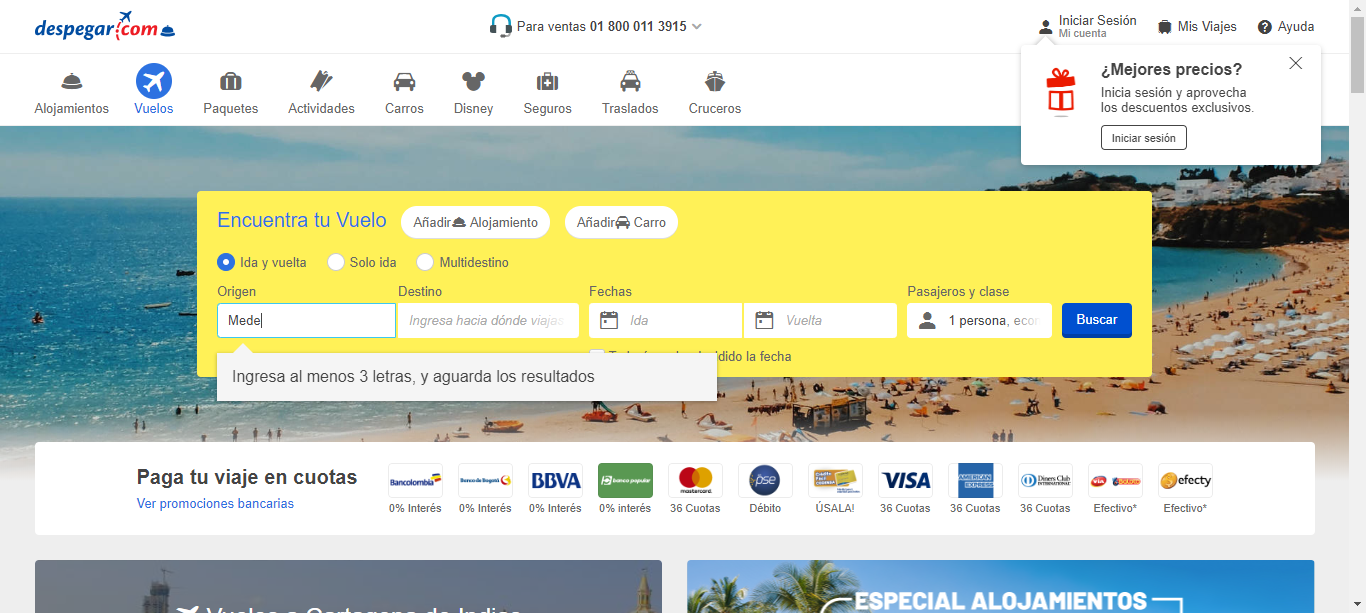 despegar.com
Para ventas 01 800 011 3915
Iniciar Sesión
Mi cuenta
Mis Viajes
Ayuda
Alojamientos
Vuelos
Paquetes
Actividades
Carros
Disney
Seguros
Traslados
Cruceros
¿Mejores precios?
Inicia sesión y aprovecha
los descuentos exclusivos.
Iniciar sesión
Encuentra tu Vuelo
Añadir Alojamiento
Añadir Carro
Ida y vuelta
Solo ida
Multidestino
Origen
Destino
Fechas
Pasajeros y clase
Mede
Ingresa hacia dónde viajas
Ida
Vuelta
1 persona, econ
Buscar
la fecha
Ingresa al menos 3 letras, y aguarda los resultados
Paga tu viaje en cuotas
Ver promociones bancarias
Bancolombia
Banco de Bogotá
BBVA
banco popular
mastercard
pse
VISA
AMERICAN EXPRESS
Diners Club
INTERNATIONAL
via
efecty
0% Interés
0% Interés
0% Interés
0% interés
36 Cuotas
Débito
ÚSALA!
36 Cuotas
36 Cuotas
36 Cuotas
Efectivo*
Efectivo*
Vuelos a Cartagena de Indias
ESPECIAL ALOJAMIENTOS